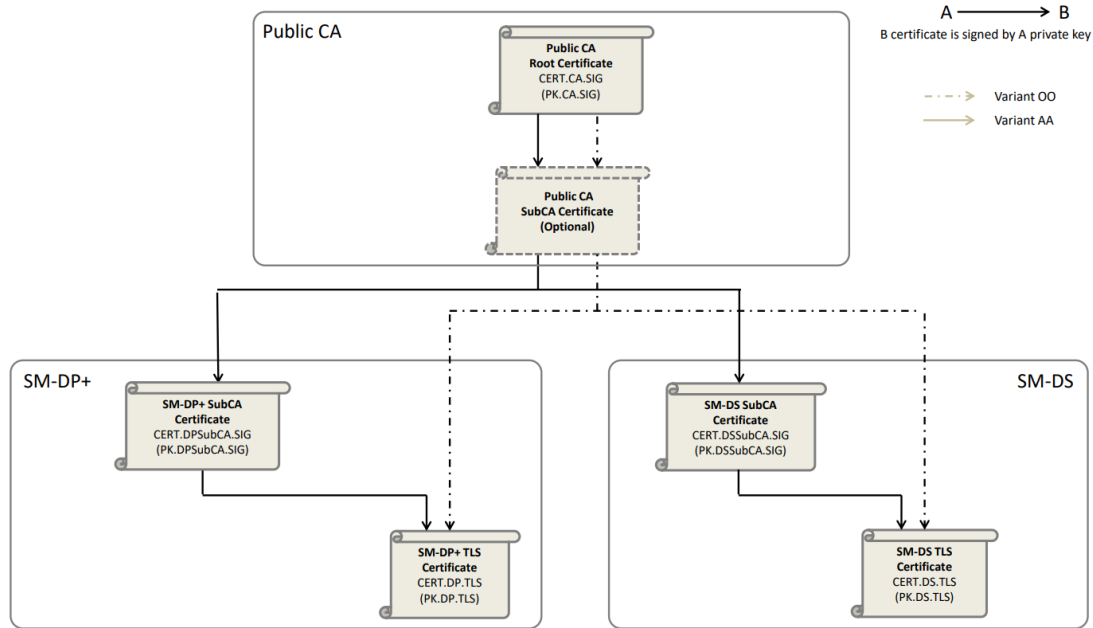 Public CA
A B
B certificate is signed by A private key
Public CA
Root Certificate
CERT.CA.SIG
(PK.CA.SIG)
Variant OO
Variant AA
Public CA
SubCA Certificate
(Optional)
SM-DP+
SM-DP+ SubCA
Certificate
CERT.DPSubCA.SIG
(PK.DPSubCA.SIG)
SM-DP+ TLS
Certificate
CERT.DP.TLS
(PK.DP.TLS)
SM-DS
SM-DS SubCA
Certificate
CERT.DSSubCA.SIG
(PK.DSSubCA.SIG)
SM-DS TLS
Certificate
CERT.DS.TLS
(PK.DS.TLS)